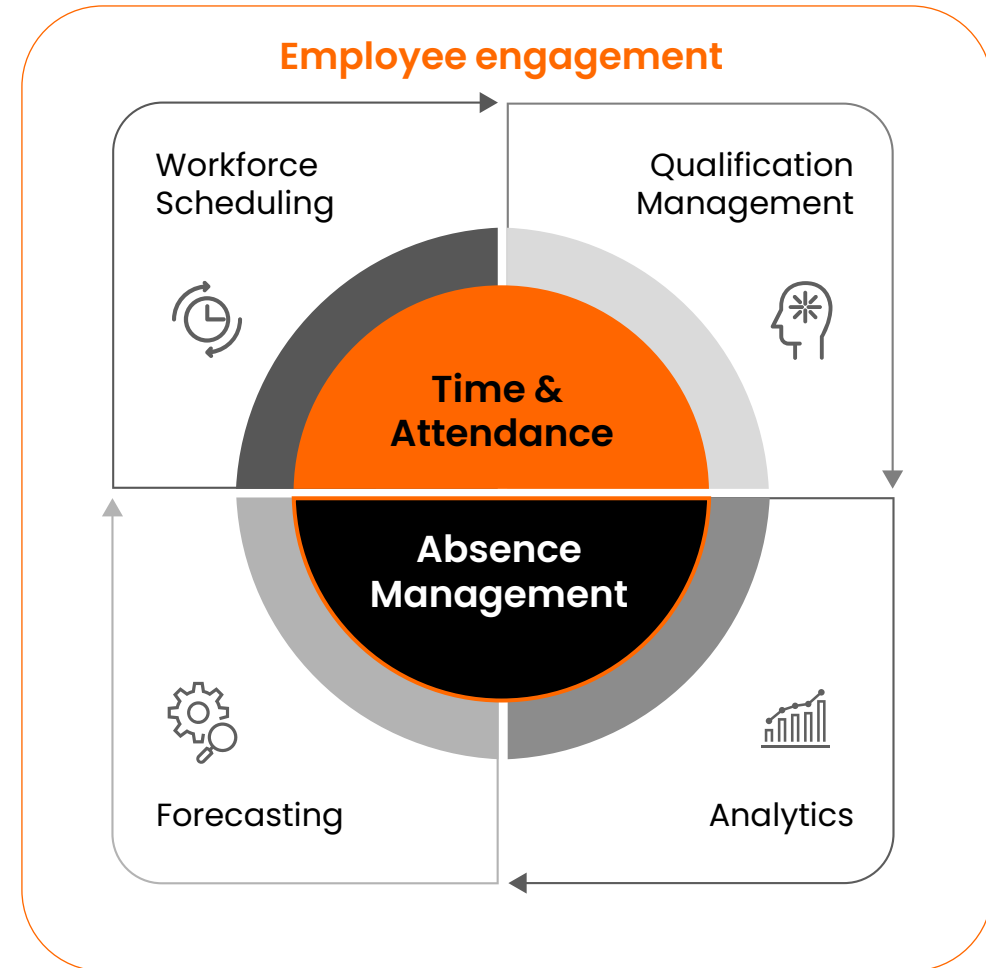 Employee engagement
Workforce
Scheduling
Qualification
Management
Time &
Attendance
Absence
Management
Forecasting
Analytics